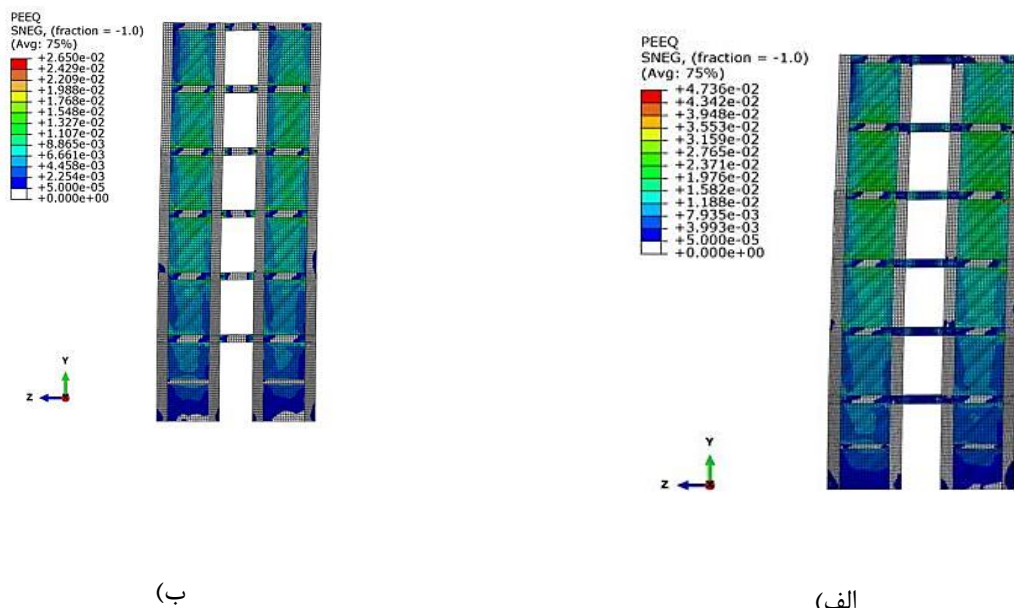 PEEQ
SNEG, (fraction = -1.0)
(Avg: 75%)
+2.650e-02
+2.429e-02
+2.209e-02
+1.988e-02
+1.768e-02
+1.548e-02
+1.327e-02
+1.107e-02
+8.865e-03
+6.661e-03
+4.458e-03
+2.254e-03
+5.000e-05
+0.000e+00
Y
Z
ب)
PEEQ
SNEG, (fraction = -1.0)
(Avg: 75%)
+4.736e-02
+4.342e-02
+3.948e-02
+3.553e-02
+3.159e-02
+2.765e-02
+2.371e-02
+1.976e-02
+1.582e-02
+1.188e-02
+7.935e-03
+3.993e-03
+5.000e-05
+0.000e+00
Y
Z
الف)